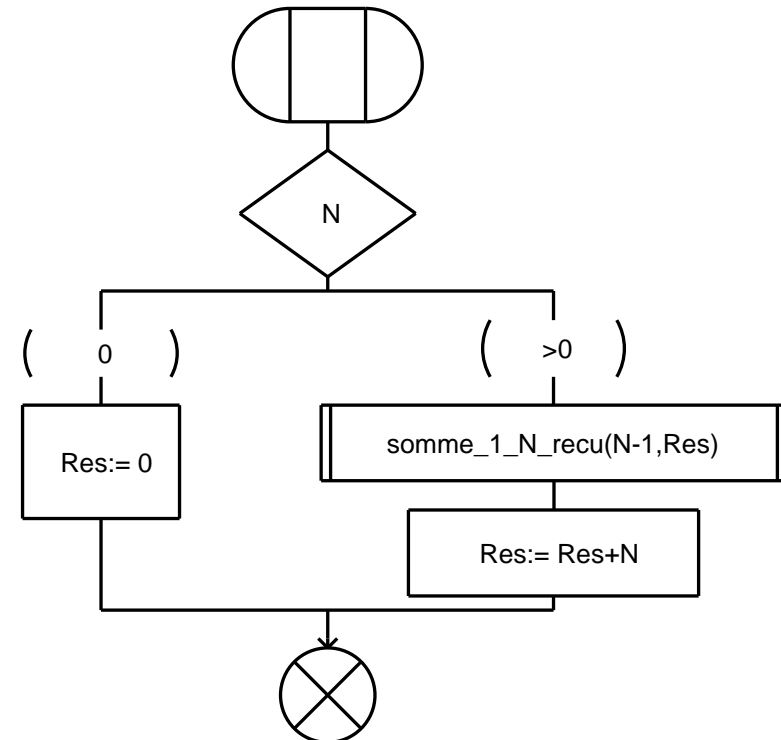 N
( 0 )
( >0 )
Res:= 0
somme_1_N_recu(N-1,Res)
Res:= Res+N